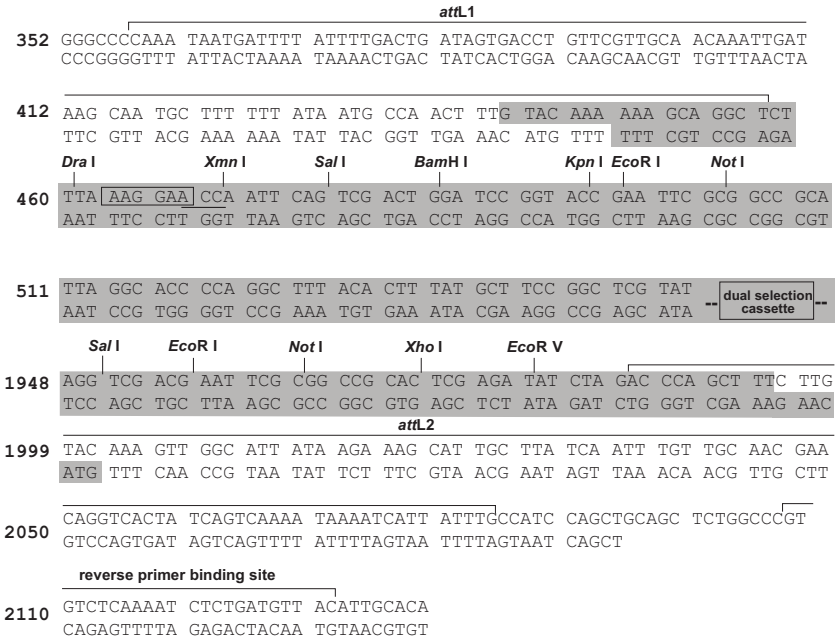 attL1
352 GGGCCCCAAA TAATGATTTT ATTTTGACTG ATAGTGACCT GTTCGTTGCA ACAAATTGAT
CCCGGGGTTT ATTACTAAAA TAAAACTGAC TATCACTGGA CAAGCAACGT TGTTTAACTA
412 AAG CAA TGC TTT TTT ATA ATG CCA ACT TTG TAC AAA AAA GCA GGC TCT
TTC GTT ACG AAA AAA TAT TAC GGT TGA AAC ATG TTT TTT CGT CCG AGA
Dra I Xmn I Sal I BamH I Kpn I EcoR I Not I
460 TTA AAG GAA CCA ATT CAG TCG ACT GGA TCC GGT ACC GAA TTC GCG GCC GCA
AAT TTC CTT GGT TAA GTC AGC TGA CCT AGG CCA TGG CTT AAG CGC CGG CGT
511 TTA GGC ACC CCA GGC TTT ACA CTT TAT GCT TCC GGC TCG TAT -- dual selection cassette --
AAT CCG TGG GGT CCG AAA TGT GAA ATA CGA AGG CCG AGC ATA
Sal I EcoR I Not I Xho I EcoR V
1948 AGG TCG ACG AAT TCG CGG CCG CAC TCG AGA TAT CTA GAC CCA GCT TTC TTG
TCC AGC TGC TTA AGC GCC GGC GTG AGC TCT ATA GAT CTG GGT CGA AAG AAC
attL2
1999 TAC AAA GTT GGC ATT ATA AGA AAG CAT TGC TTA TCA ATT TGT TGC AAC GAA
ATG TTT CAA CCG TAA TAT TCT TTC GTA ACG AAT AGT TAA ACA ACG TTG CTT
2050 CAGGTCACTA TCAGTCAAAA TAAAATCATT ATTTGCCATC CAGCTGCAGC TCTGGCCCGT
GTCCAGTGAT AGTCAGTTTT ATTTTAGTAA TTTTAGTAAT CAGCT
reverse primer binding site
2110 GTCTCAAAAT CTCTGATGTT ACATTGCACA
CAGAGTTTTA GAGACTACAA TGTAACGTGT